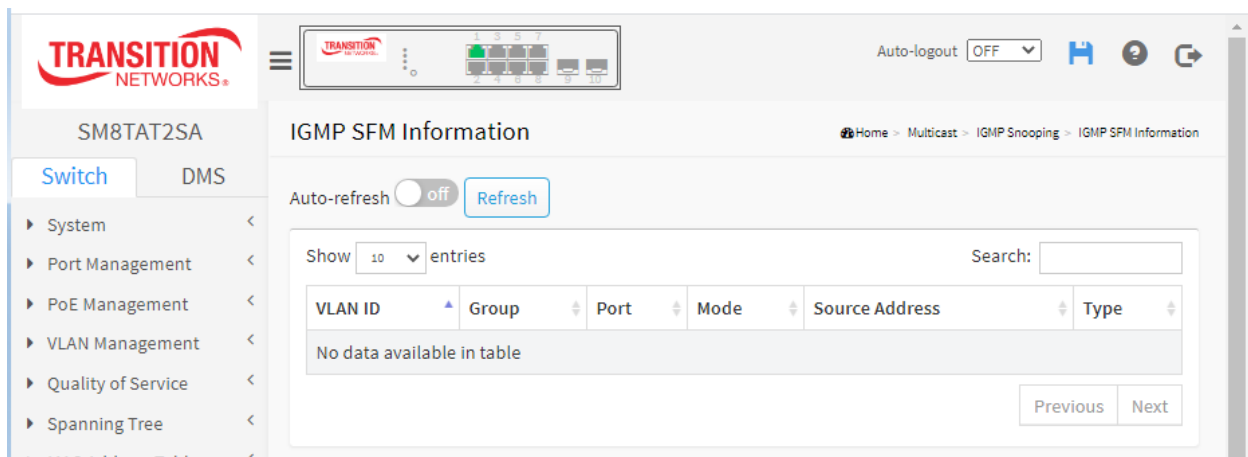 TRANSITION
NETWORKS®
TRANSITION
NETWORKS.
1 3 5 7
2 4 6 8 9 10
Auto-logout OFF
SM8TAT2SA
IGMP SFM Information
Home > Multicast > IGMP Snooping > IGMP SFM Information
Switch DMS
Auto-refresh off Refresh
System
Port Management
PoE Management
VLAN Management
Quality of Service
Spanning Tree
Show 10 entries Search:
VLAN ID Group Port Mode Source Address Type
No data available in table
Previous Next